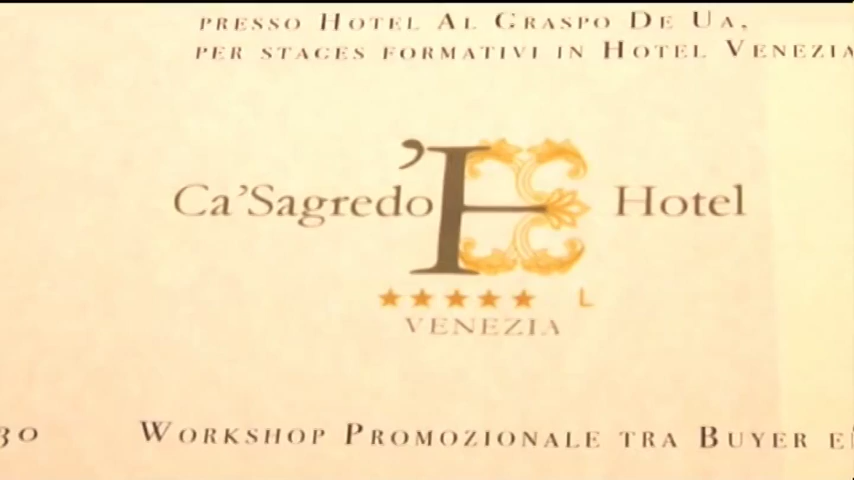 PRESSO HOTEL AL GRASPO DE UA,
PER STAGES FORMATIVI IN HOTEL VENEZIA
Ca'Sagredo Hotel
L
VENEZIA
30 WORKSHOP PROMOZIONALE TRA BUYER E